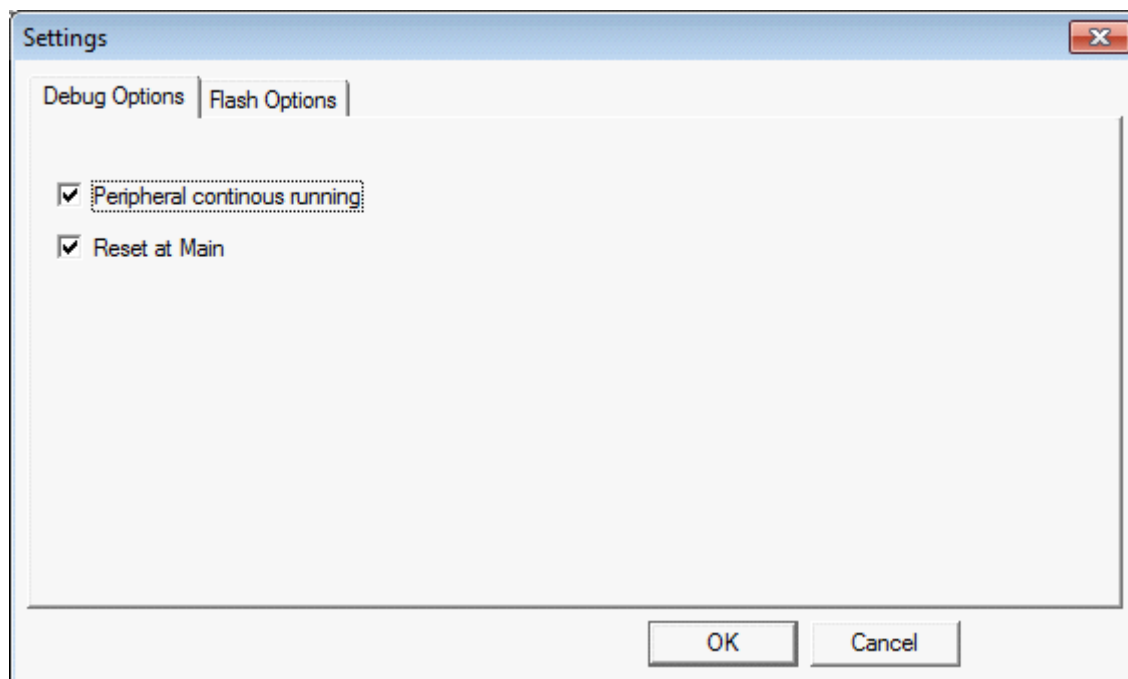 Settings
Debug Options
Flash Options
Peripheral continous running
Reset at Main
OK
Cancel